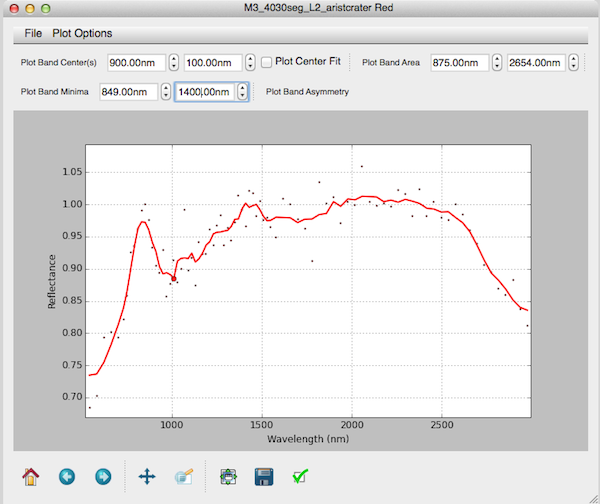 M3_4030seg_L2_aristcrater Red
File Plot Options
Plot Band Center(s) 900.00nm 100.00nm Plot Center Fit Plot Band Area 875.00nm 2654.00nm
Plot Band Minima 849.00nm 1400.00nm Plot Band Asymmetry
1.05
1.00
0.95
0.90
0.85
0.80
0.75
0.70
Reflectance
1000 1500 2000 2500
Wavelength (nm)